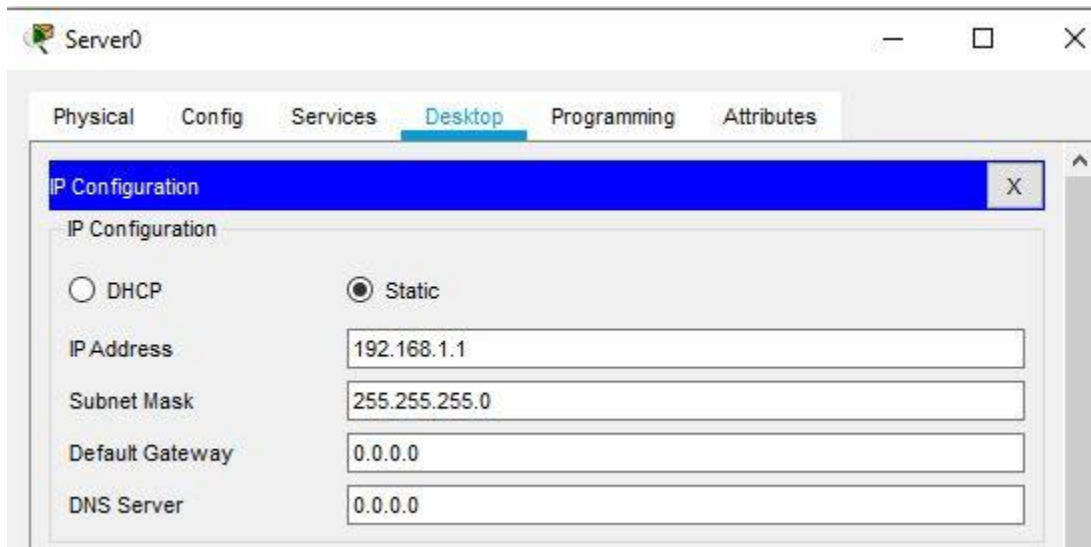 Server0
Physical Config Services Desktop Programming Attributes
IP Configuration X
IP Configuration
DHCP Static
IP Address 192.168.1.1
Subnet Mask 255.255.255.0
Default Gateway 0.0.0.0
DNS Server 0.0.0.0